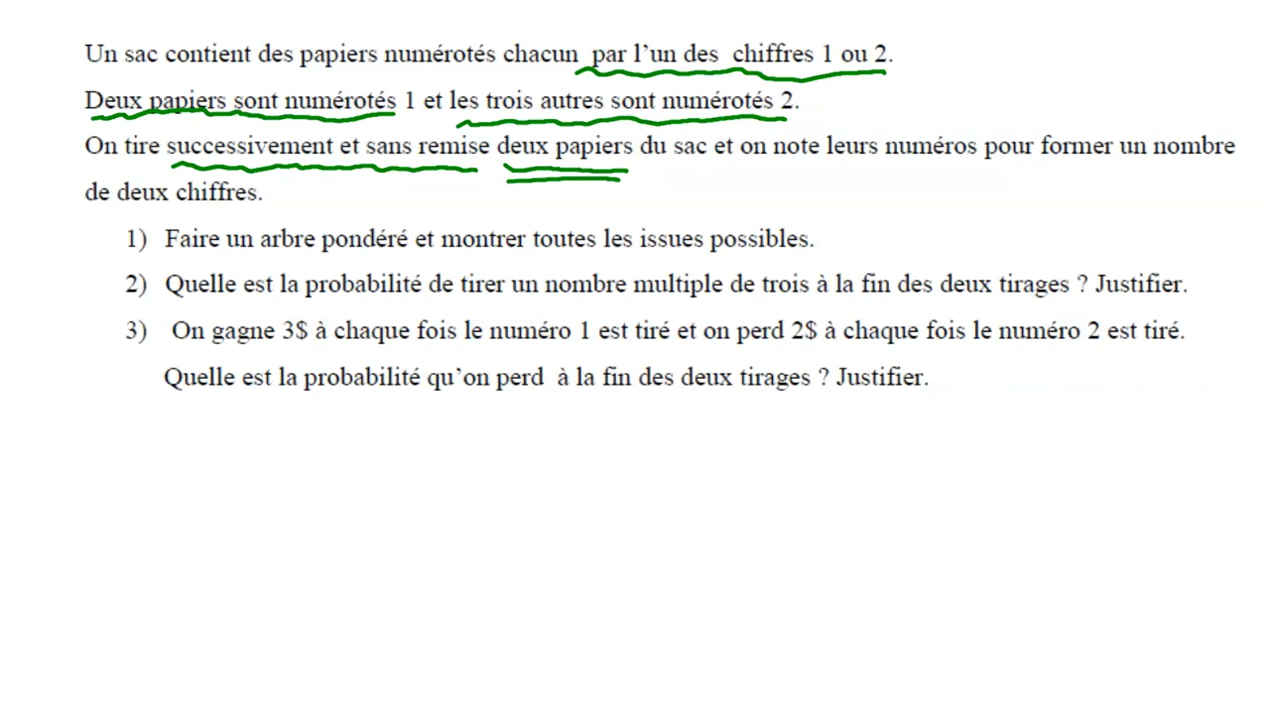 Un sac contient des papiers numérotés chacun par l'un des chiffres 1 ou 2.
Deux papiers sont numérotés 1 et les trois autres sont numérotés 2.
On tire successivement et sans remise deux papiers du sac et on note leurs numéros pour former un nombre
de deux chiffres.
1) Faire un arbre pondéré et montrer toutes les issues possibles.
2) Quelle est la probabilité de tirer un nombre multiple de trois à la fin des deux tirages ? Justifier.
3) On gagne 3$ à chaque fois le numéro 1 est tiré et on perd 2$ à chaque fois le numéro 2 est tiré.
Quelle est la probabilité qu'on perd à la fin des deux tirages ? Justifier.